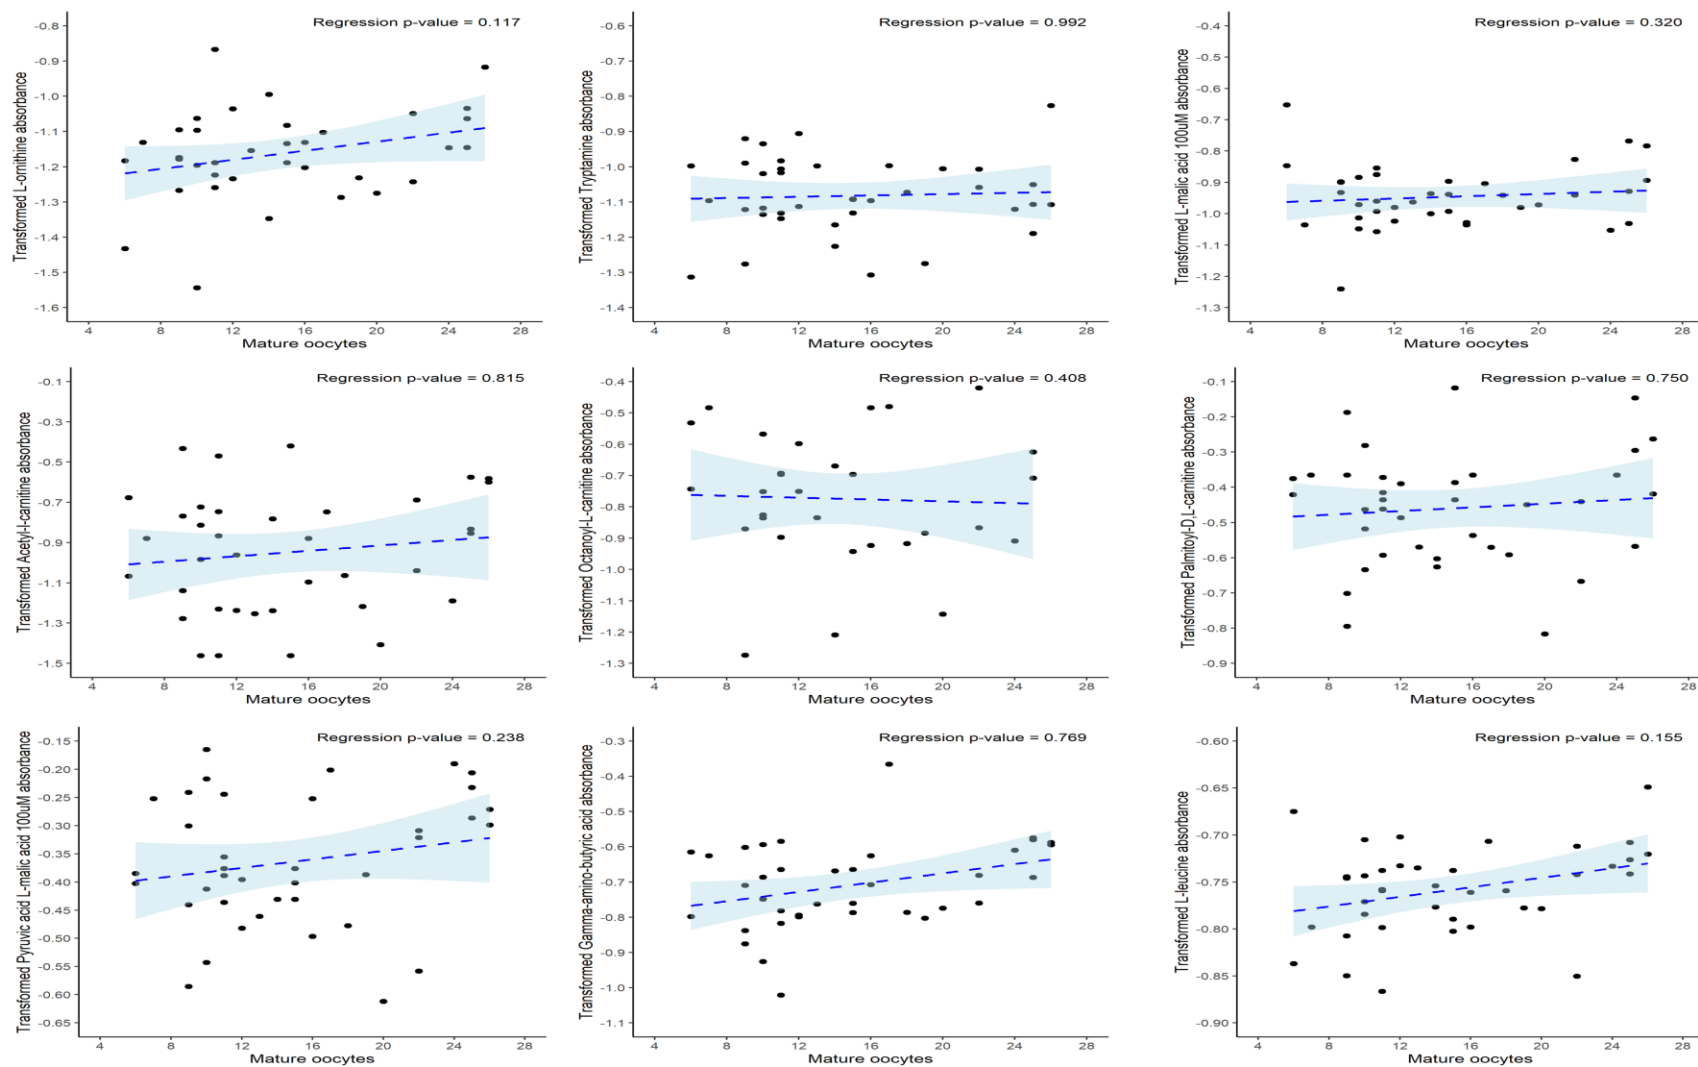 Regression p-value = 0.117
Transformed L-ornithine absorbance
-0.8
-0.9
-1.0
-1.1
-1.2
-1.3
-1.4
-1.5
-1.6
4 8 12 16 20 24 28
Mature oocytes
Regression p-value = 0.992
Transformed Tryptamine absorbance
-0.6
-0.7
-0.8
-0.9
-1.0
-1.1
-1.2
-1.3
-1.4
4 8 12 16 20 24 28
Mature oocytes
Regression p-value = 0.320
Transformed L-malic acid 100uM absorbance
-0.4
-0.5
-0.6
-0.7
-0.8
-0.9
-1.0
-1.1
-1.2
-1.3
4 8 12 16 20 24 28
Mature oocytes
Regression p-value = 0.815
Transformed Acetyl-l-carnitine absorbance
-0.1
-0.3
-0.5
-0.7
-0.9
-1.1
-1.3
-1.5
4 8 12 16 20 24 28
Mature oocytes
Regression p-value = 0.408
Transformed Octanoyl-L-carnitine absorbance
-0.4
-0.5
-0.6
-0.7
-0.8
-0.9
-1.0
-1.1
-1.2
-1.3
4 8 12 16 20 24 28
Mature oocytes
Regression p-value = 0.750
Transformed Palmitoyl-D,L-carnitine absorbance
-0.1
-0.2
-0.3
-0.4
-0.5
-0.6
-0.7
-0.8
-0.9
4 8 12 16 20 24 28
Mature oocytes
Regression p-value = 0.238
Transformed Pyruvic acid L-malic acid 100uM absorbance
-0.15
-0.20
-0.25
-0.30
-0.35
-0.40
-0.45
-0.50
-0.55
-0.60
-0.65
4 8 12 16 20 24 28
Mature oocytes
Regression p-value = 0.769
Transformed Gamma-amino-butyric acid absorbance
-0.3
-0.4
-0.5
-0.6
-0.7
-0.8
-0.9
-1.0
-1.1
4 8 12 16 20 24 28
Mature oocytes
Regression p-value = 0.155
Transformed L-leucine absorbance
-0.60
-0.65
-0.70
-0.75
-0.80
-0.85
-0.90
4 8 12 16 20 24 28
Mature oocytes